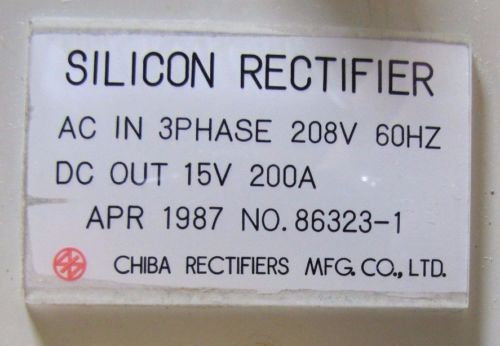 SILICON RECTIFIER
AC IN 3PHASE 208V 60HZ
DC OUT 15V 200A
APR 1987 NO. 86323-1
CHIBA RECTIFIERS MFG. CO., LTD.